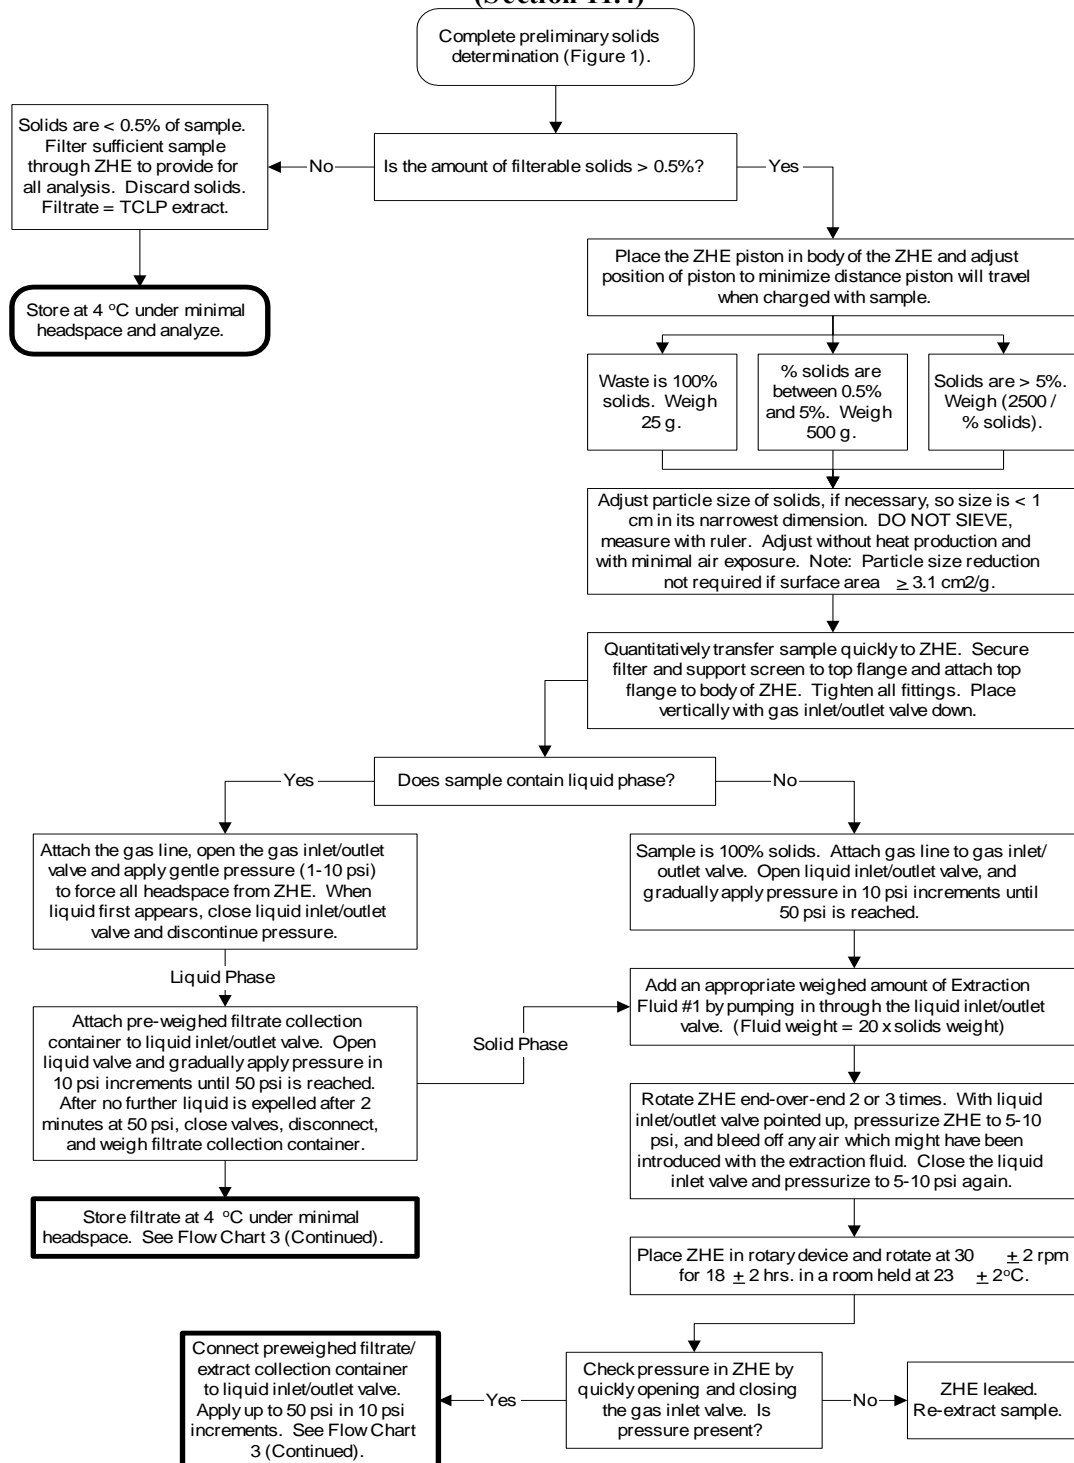 (Section 11.4)
Complete preliminary solids
determination (Figure 1).
Solids are < 0.5% of sample.
Filter sufficient sample
through ZHE to provide for
all analysis. Discard solids.
Filtrate = TCLP extract.
No
Is the amount of filterable solids > 0.5%?
Yes
Store at 4 °C under minimal
headspace and analyze.
Place the ZHE piston in body of the ZHE and adjust
position of piston to minimize distance piston will travel
when charged with sample.
Waste is 100%
solids. Weigh
25 g.
% solids are
between 0.5%
and 5%. Weigh
500 g.
Solids are > 5%.
Weigh (2500 /
% solids).
Adjust particle size of solids, if necessary, so size is < 1
cm in its narrowest dimension. DO NOT SIEVE,
measure with ruler. Adjust without heat production and
with minimal air exposure. Note: Particle size reduction
not required if surface area ≥ 3.1 cm2/g.
Quantitatively transfer sample quickly to ZHE. Secure
filter and support screen to top flange and attach top
flange to body of ZHE. Tighten all fittings. Place
vertically with gas inlet/outlet valve down.
Yes
Does sample contain liquid phase?
No
Attach the gas line, open the gas inlet/outlet
valve and apply gentle pressure (1-10 psi)
to force all headspace from ZHE. When
liquid first appears, close liquid inlet/outlet
valve and discontinue pressure.
Sample is 100% solids. Attach gas line to gas inlet/
outlet valve. Open liquid inlet/outlet valve, and
gradually apply pressure in 10 psi increments until
50 psi is reached.
Liquid Phase
Attach pre-weighed filtrate collection
container to liquid inlet/outlet valve. Open
liquid valve and gradually apply pressure in
10 psi increments until 50 psi is reached.
After no further liquid is expelled after 2
minutes at 50 psi, close valves, disconnect,
and weigh filtrate collection container.
Solid Phase
Add an appropriate weighed amount of Extraction
Fluid #1 by pumping in through the liquid inlet/outlet
valve. (Fluid weight = 20 x solids weight)
Rotate ZHE end-over-end 2 or 3 times. With liquid
inlet/outlet valve pointed up, pressurize ZHE to 5-10
psi, and bleed off any air which might have been
introduced with the extraction fluid. Close the liquid
inlet valve and pressurize to 5-10 psi again.
Store filtrate at 4 °C under minimal
headspace. See Flow Chart 3 (Continued).
Place ZHE in rotary device and rotate at 30 ± 2 rpm
for 18 ± 2 hrs. in a room held at 23 ± 2°C.
Connect preweighed filtrate/
extract collection container
to liquid inlet/outlet valve.
Apply up to 50 psi in 10 psi
increments. See Flow Chart
3 (Continued).
Yes
Check pressure in ZHE by
quickly opening and closing
the gas inlet valve. Is
pressure present?
No
ZHE leaked.
Re-extract sample.